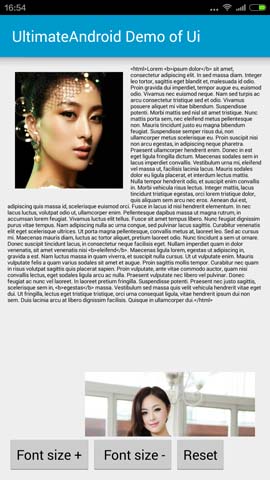 16:54
UltimateAndroid Demo of Ui
<html>Lorem <b>ipsum dolor</b> sit amet,
consectetur adipiscing elit. In sed massa diam. Integer
leo tortor, sagittis eget blandit et, malesuada id odio.
Proin gravida dui imperdiet, tempor augue eu, euismod
odio. Vivamus nec euismod neque. Nam sed turpis ac
arcu consectetur tristique sed et odio. Vivamus
posuere aliquet mi vitae bibendum. Suspendisse
potenti. Morbi mattis sed nisl sit amet tristique. Nunc
mattis porta sem, eget eleifend metus pellentesque
non. Mauris tincidunt justo eu magna bibendum
feugiat. Suspendisse semper risus dui, non
ullamcorper metus scelerisque eu. Proin suscipit nisi
non arcu egestas, in adipiscing neque pharetra.
Praesent ullamcorper hendrerit enim. Donec in est
eget ligula fringilla dictum. Maecenas sodales sem in
lacus imperdiet convallis. Vestibulum urna mi, eleifend
vel massa ut, facilisis lacinia lacus. Mauris sodales
dolor eu ligula placerat, et interdum lectus mattis.
Nulla tempor hendrerit odio, et suscipit enim convallis
in. Morbi vehicula risus lectus. Integer mattis, lacus
tincidunt tristique egestas, orci lorem tristique dolor,
quis aliquam sem arcu nec eros. Aenean dui est,
adipiscing quis massa id, scelerisque euismod orci. Fusce in lacus id nisl hendrerit elementum. In nec
lacus luctus, volutpat odio ut, ullamcorper enim. Pellentesque dapibus massa at magna rutrum, in
accumsan leo fermentum. Vivamus luctus elit tellus. Fusce sit amet tempus libero. Nunc feugiat dignissim
purus vitae tempus. Nam adipiscing nulla ac urna congue, sed pulvinar lacus sagittis. Curabitur venenatis
elit eget scelerisque ultrices. Ut porta magna pellentesque, convallis metus in, lacinia leo. Sed ac cursus
mi. Maecenas mauris diam, luctus ac tortor aliquet, pretium laoreet odio. Nunc tincidunt a sem ut ornare.
Donec suscipit tincidunt lacus, in consectetur neque facilisis eget. Nullam imperdiet quam in dolor
venenatis, sit amet venenatis nisi <b>eleifend</b>. Maecenas lorem quam, egestas ut adipiscing in,
gravida a est. Nam luctus massa in quam viverra, et suscipit nulla cursus. Ut ut vulputate enim. Mauris
vulputate felis a quam varius sodales sit amet et augue. Proin sagittis mollis tempor. Curabitur nec quam
in risus volutpat sagittis quis placerat sapien. Proin vulputate, ante vitae commodo auctor, quam nisi
convallis lectus, eget sodales ligula arcu ac nulla. Praesent vulputate nec libero vel pulvinar. Donec
feugiat ac nunc vel laoreet. In laoreet pretium fringilla. Suspendisse potenti. Praesent nec justo sagittis,
scelerisque sem in, <b>egestas</b> massa. Vestibulum sed massa quis velit vehicula hendrerit vitae eget
dui. Ut fringilla, lectus eget tristique tristique, orci urna consequat ligula, vitae hendrerit ipsum dui non
sem. Duis lacinia arcu at libero dignissim facilisis. Quisque in ullamcorper dui.</html>
Font size +
Font size -
Reset